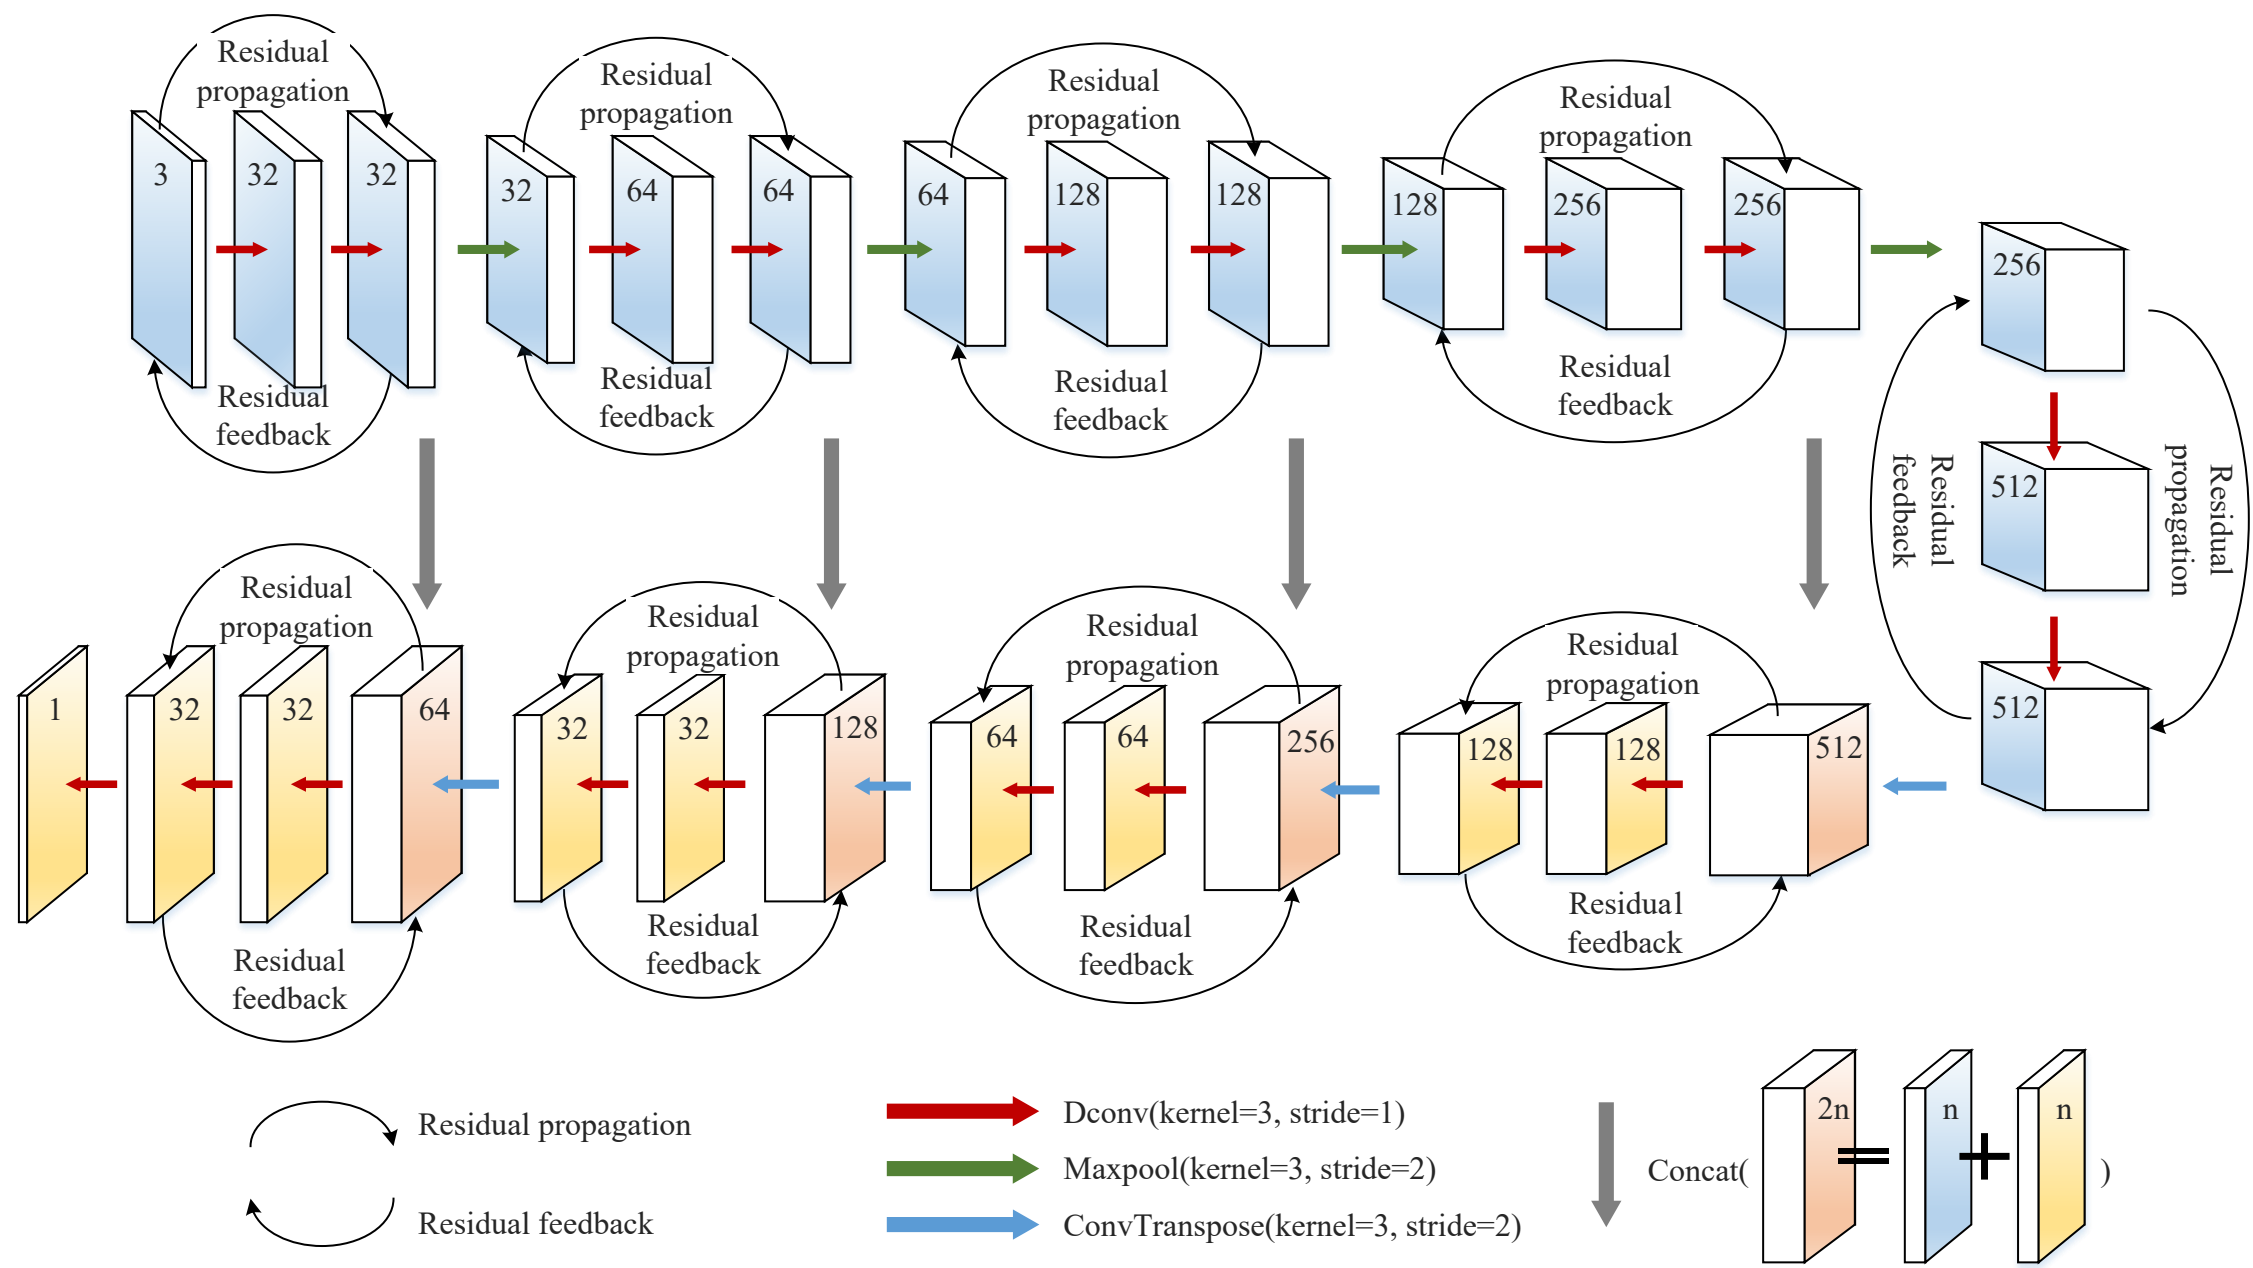 Residual
propagation
3
32
32
Residual
feedback
Residual
propagation
32
64
64
Residual
feedback
Residual
propagation
64
128
128
Residual
feedback
Residual
propagation
128
256
256
Residual
feedback
256
512
512
Residual
feedback
Residual
propagation
Residual
propagation
1
32
32
64
Residual
feedback
Residual
propagation
32
32
128
Residual
feedback
Residual
propagation
64
64
256
Residual
feedback
Residual
propagation
128
128
512
Residual
feedback
Residual propagation
Residual feedback
Dconv(kernel=3, stride=1)
Maxpool(kernel=3, stride=2)
ConvTranspose(kernel=3, stride=2)
Concat( 2n = n + n )